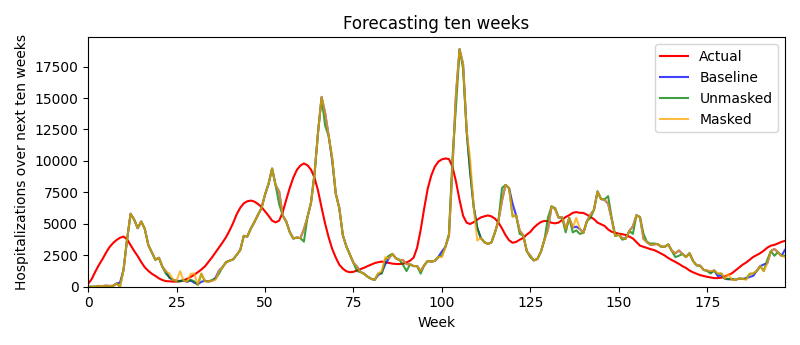 Forecasting ten weeks
Hospitalizations over next ten weeks
17500
15000
12500
10000
7500
5000
2500
0
0
25
50
75
100
125
150
175
Week
Actual
Baseline
Unmasked
Masked